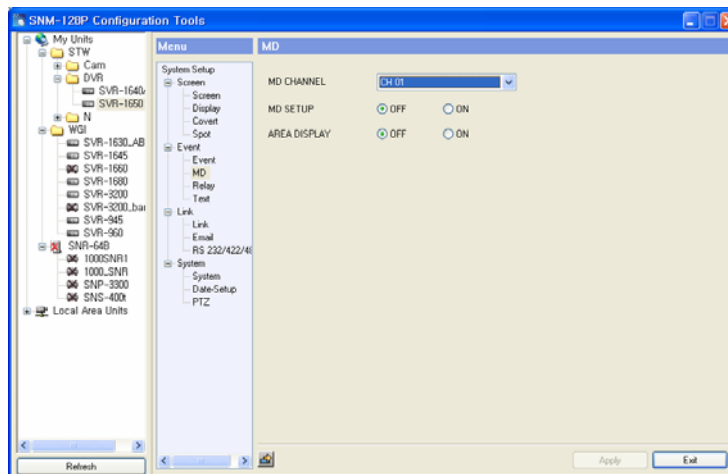 SNM-128P Configuration Tools
My Units
STW
Cam
DVR
SVR-1640
SVR-1650
N
WGI
SVR-1630_AB
SVR-1645
SVR-1660
SVR-1680
SVR-3200
SVR-3200_bar
SVR-945
SVR-960
SNR-64B
1000SNR1
1000_SNR
SNP-3300
SNS-400t
Local Area Units
Refresh
Menu
System Setup
Screen
Screen
Display
Covert
Spot
Event
Event
MD
Relay
Text
Link
Link
Email
RS 232/422/4
System
System
Date-Setup
PTZ
MD
MD CHANNEL CH 01
MD SETUP OFF ON
AREA DISPLAY OFF ON
Apply Exit